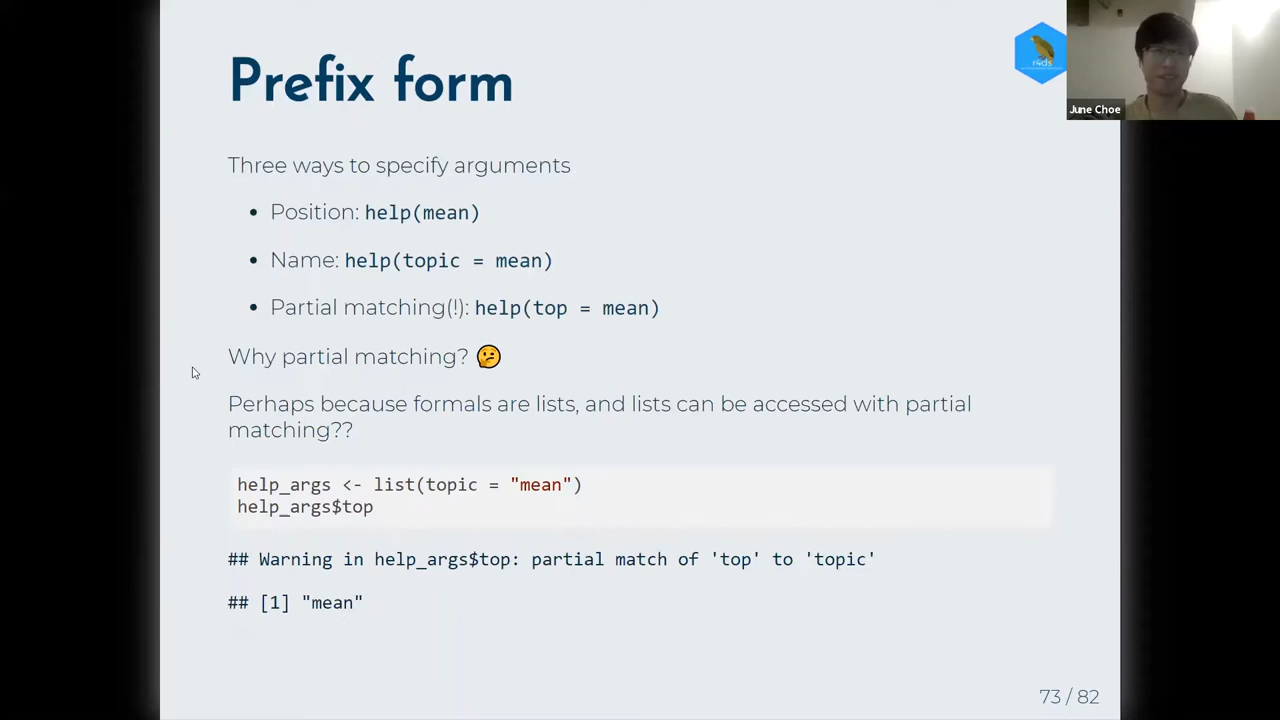 Prefix form
r4ds
June Choe
Three ways to specify arguments
• Position: help(mean)
• Name: help(topic = mean)
• Partial matching(!): help(top = mean)
Why partial matching? 🤔
Perhaps because formals are lists, and lists can be accessed with partial
matching??
help_args <- list(topic = "mean")
help_args$top
## Warning in help_args$top: partial match of 'top' to 'topic'
## [1] "mean"
73 / 82